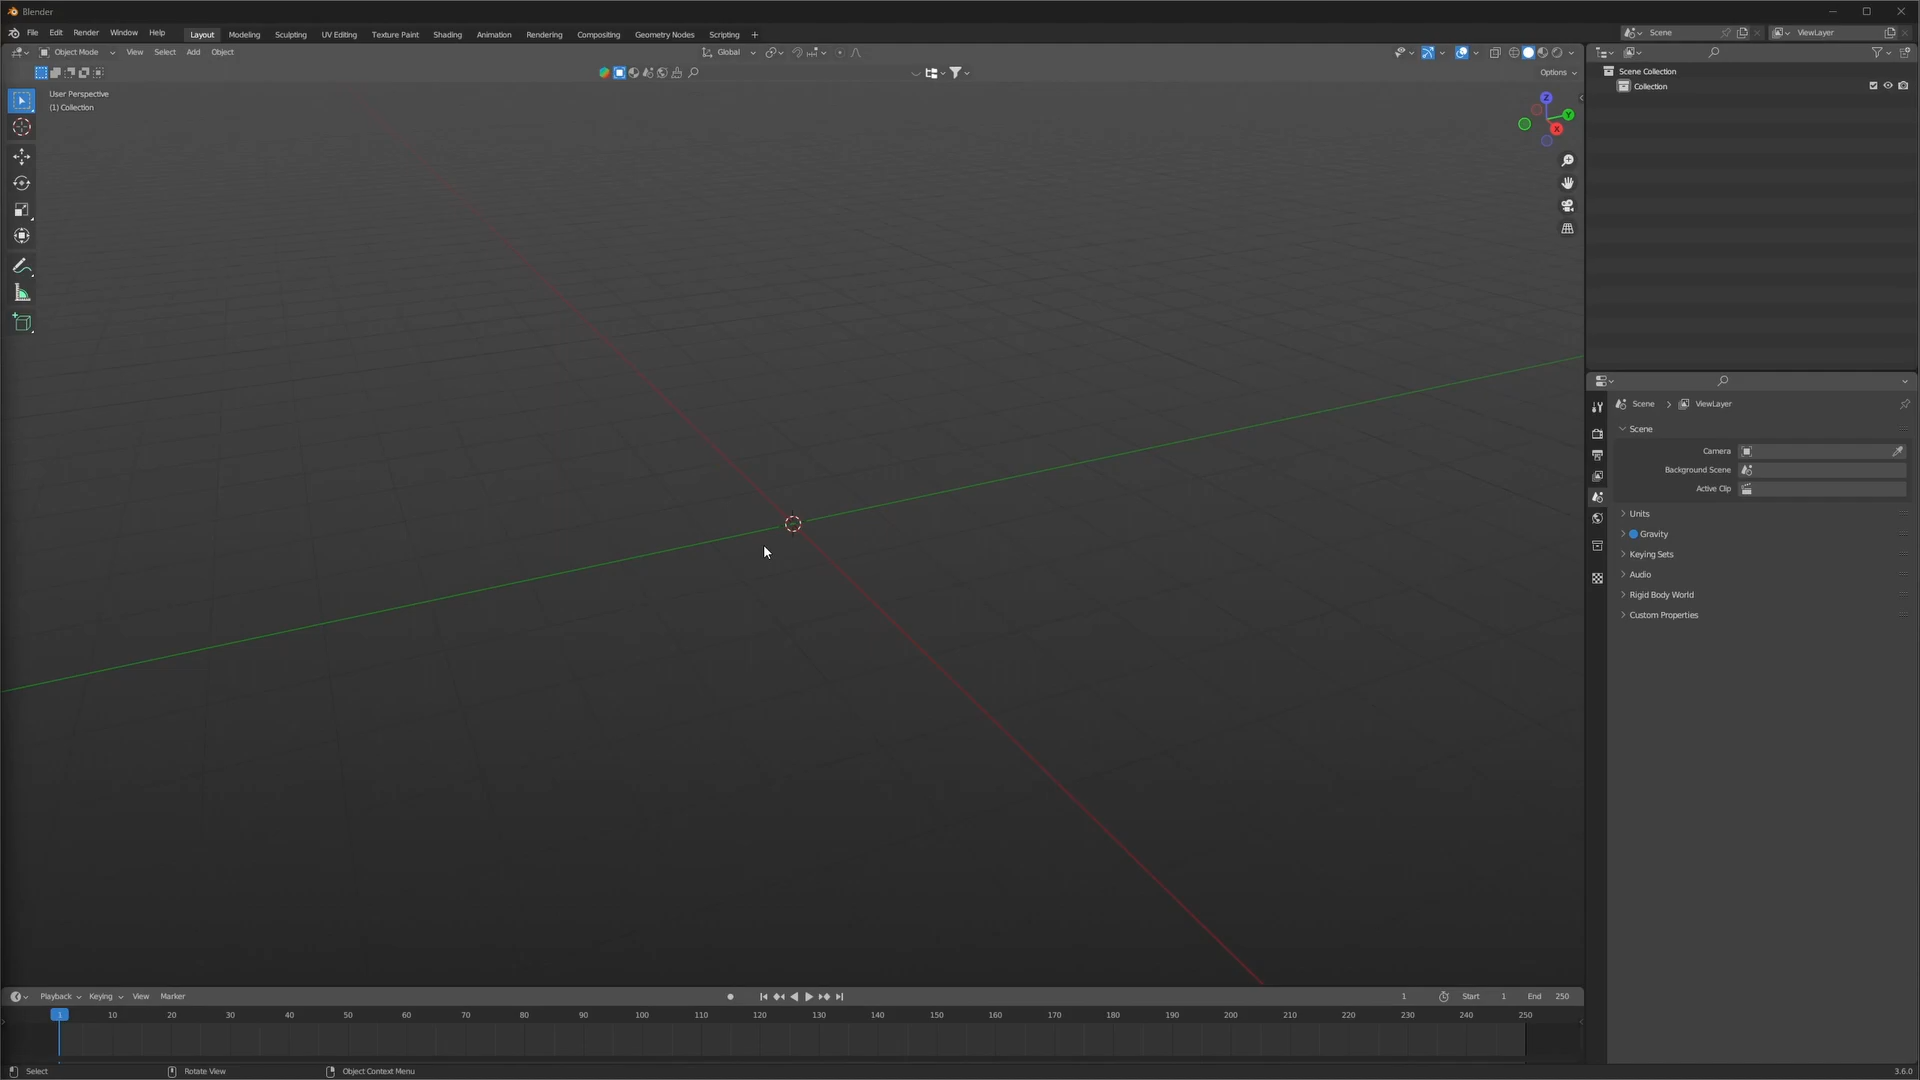 Blender
File Edit Render Window Help Layout Modeling Sculpting UV Editing Texture Paint Shading Animation Rendering Compositing Geometry Nodes Scripting + Scene ViewLayer
Object Mode View Select Add Object Global
Options
User Perspective
(1) Collection
Z
Y
X
Scene Collection
Collection
Scene > ViewLayer
Scene
Camera
Background Scene
Active Clip
Units
Gravity
Keying Sets
Audio
Rigid Body World
Custom Properties
Playback Keying View Marker 1 Start 1 End 250
1 10 20 30 40 50 60 70 80 90 100 110 120 130 140 150 160 170 180 190 200 210 220 230 240 250
Select Rotate View Object Context Menu 3.6.0